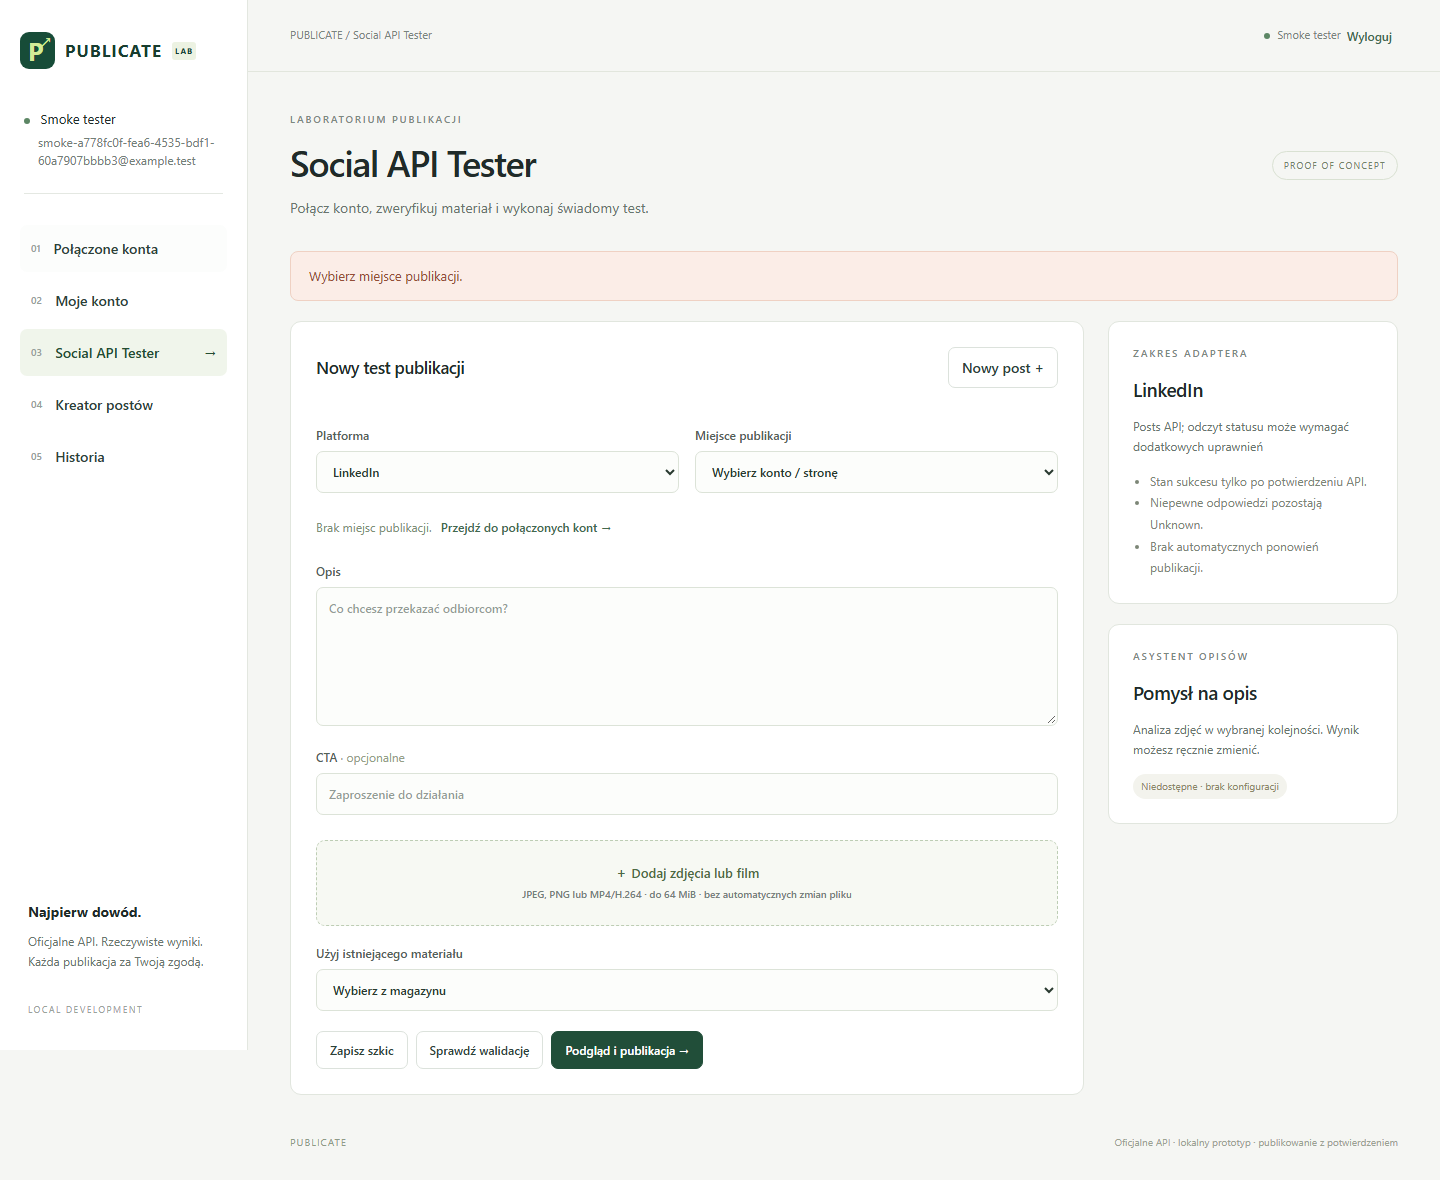 P PUBLICATE LAB
Smoke tester
smoke-a778fc0f-fea6-4535-bdf1-
60a7907bbbb3@example.test
01 Połączone konta
02 Moje konto
03 Social API Tester →
04 Kreator postów
05 Historia
Najpierw dowód.
Oficjalne API. Rzeczywiste wyniki.
Każda publikacja za Twoją zgodą.
LOCAL DEVELOPMENT
PUBLICATE / Social API Tester
Smoke tester Wyloguj
LABORATORIUM PUBLIKACJI
Social API Tester
PROOF OF CONCEPT
Połącz konto, zweryfikuj materiał i wykonaj świadomy test.
Wybierz miejsce publikacji.
Nowy test publikacji
Nowy post +
Platforma
LinkedIn
Miejsce publikacji
Wybierz konto / stronę
Brak miejsc publikacji. Przejdź do połączonych kont →
Opis
Co chcesz przekazać odbiorcom?
CTA · opcjonalne
Zaproszenie do działania
+ Dodaj zdjęcia lub film
JPEG, PNG lub MP4/H.264 · do 64 MiB · bez automatycznych zmian pliku
Użyj istniejącego materiału
Wybierz z magazynu
Zapisz szkic
Sprawdź walidację
Podgląd i publikacja →
ZAKRES ADAPTERA
LinkedIn
Posts API; odczyt statusu może wymagać
dodatkowych uprawnień
• Stan sukcesu tylko po potwierdzeniu API.
• Niepewne odpowiedzi pozostają
Unknown.
• Brak automatycznych ponowień
publikacji.
ASYSTENT OPISÓW
Pomysł na opis
Analiza zdjęć w wybranej kolejności. Wynik
możesz ręcznie zmienić.
Niedostępne · brak konfiguracji
PUBLICATE
Oficjalne API · lokalny prototyp · publikowanie z potwierdzeniem